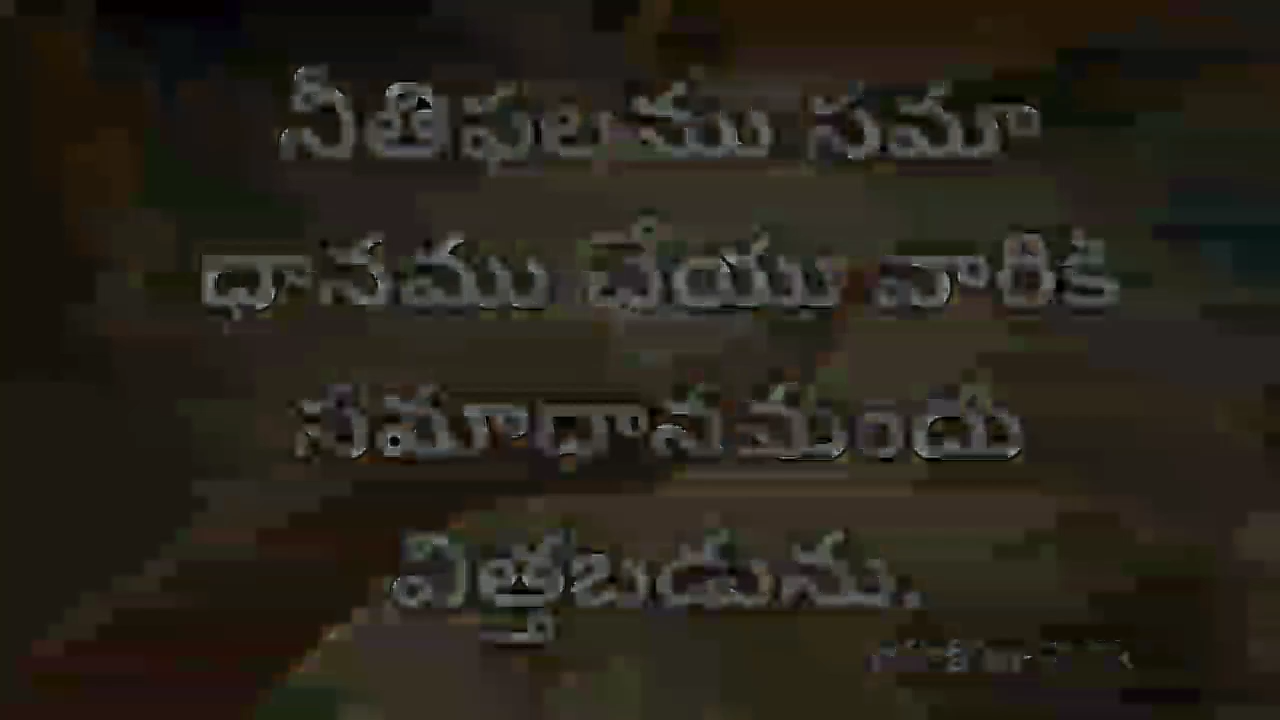 నీతిఫలము సమా
ధానము చేయు వారికి
సమాధానమందు
విత్తబడును.